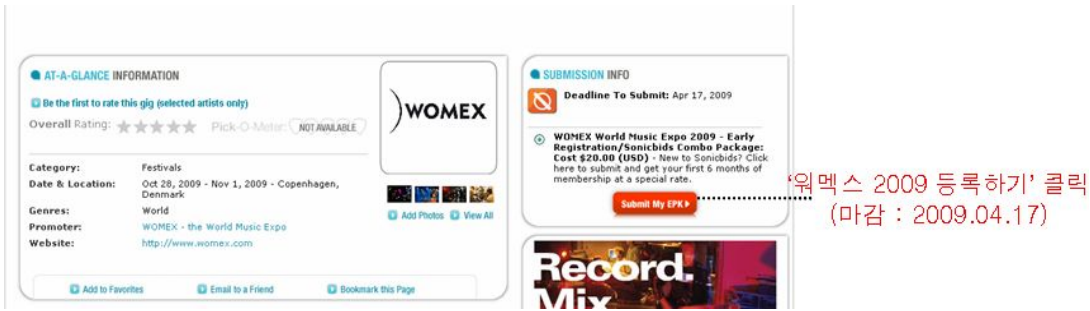 AT-A-GLANCE INFORMATION
Be the first to rate this gig (selected artists only)
Overall Rating:
Pick-O-Meter: NOT AVAILABLE
Category: Festivals
Date & Location: Oct 28, 2009 - Nov 1, 2009 - Copenhagen,
Denmark
Genres: World
Promoter: WOMEX - the World Music Expo
Website: http://www.womex.com
Add to Favorites Email to a Friend Bookmark this Page
WOMEX
Add Photos View All
SUBMISSION INFO
Deadline To Submit: Apr 17, 2009
WOMEX World Music Expo 2009 - Early
Registration/Sonicbids Combo Package:
Cost $20.00 (USD) - New to Sonicbids? Click
here to submit and get your first 6 months of
membership at a special rate.
Submit My EPK
Record.
Mix
'워멕스 2009 등록하기' 클릭
(마감 : 2009.04.17)